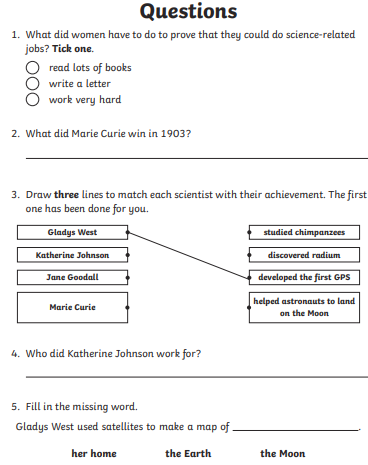 Questions
1. What did women have to do to prove that they could do science-related
jobs? Tick one.
read lots of books
write a letter
work very hard
2. What did Marie Curie win in 1903?
3. Draw three lines to match each scientist with their achievement. The first
one has been done for you.
Gladys West
studied chimpanzees
Katherine Johnson
discovered radium
Jane Goodall
developed the first GPS
Marie Curie
helped astronauts to land
on the Moon
4. Who did Katherine Johnson work for?
5. Fill in the missing word.
Gladys West used satellites to make a map of ____________________.
her home the Earth the Moon